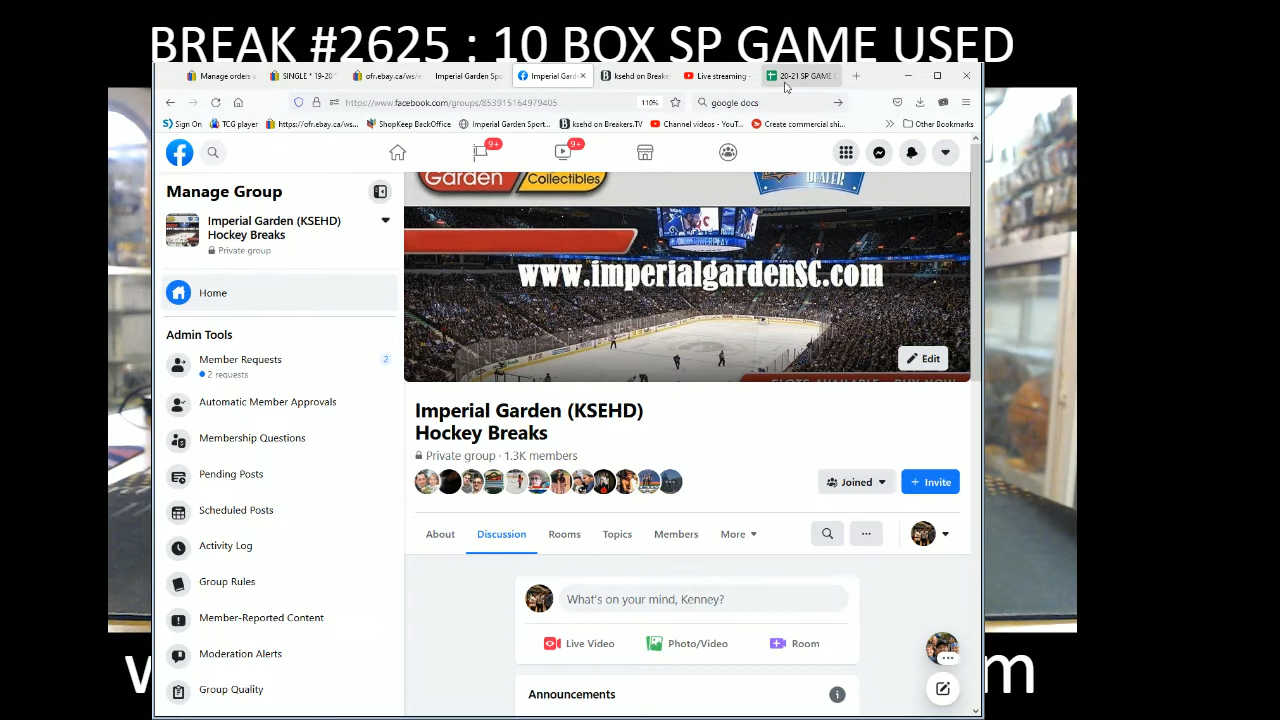 BREAK #2625 : 10 BOX SP GAME USED
Manage orders
SINGLE * 19-20
ofr.ebay.ca/ws/e
Imperial Garden Spo
Imperial Gard
ksehd on Breake
Live streaming -
20-21 SP GAME
https://www.facebook.com/groups/853915164979405
110%
google docs
Sign On
TCG player
https://ofr.ebay.ca/ws...
ShopKeep BackOffice
Imperial Garden Sport...
ksehd on Breakers.TV
Channel videos - YouT...
Create commercial shi...
Other Bookmarks
9+
9+
Manage Group
Imperial Garden (KSEHD)
Hockey Breaks
Private group
Home
Admin Tools
Member Requests 2
2 requests
Automatic Member Approvals
Membership Questions
Pending Posts
Scheduled Posts
Activity Log
Group Rules
Member-Reported Content
Moderation Alerts
Group Quality
Garden Collectibles
DEALER
www.imperialgardenSC.com
Edit
Imperial Garden (KSEHD)
Hockey Breaks
Private group · 1.3K members
Joined
+ Invite
About
Discussion
Rooms
Topics
Members
More
What's on your mind, Kenney?
Live Video
Photo/Video
Room
Announcements